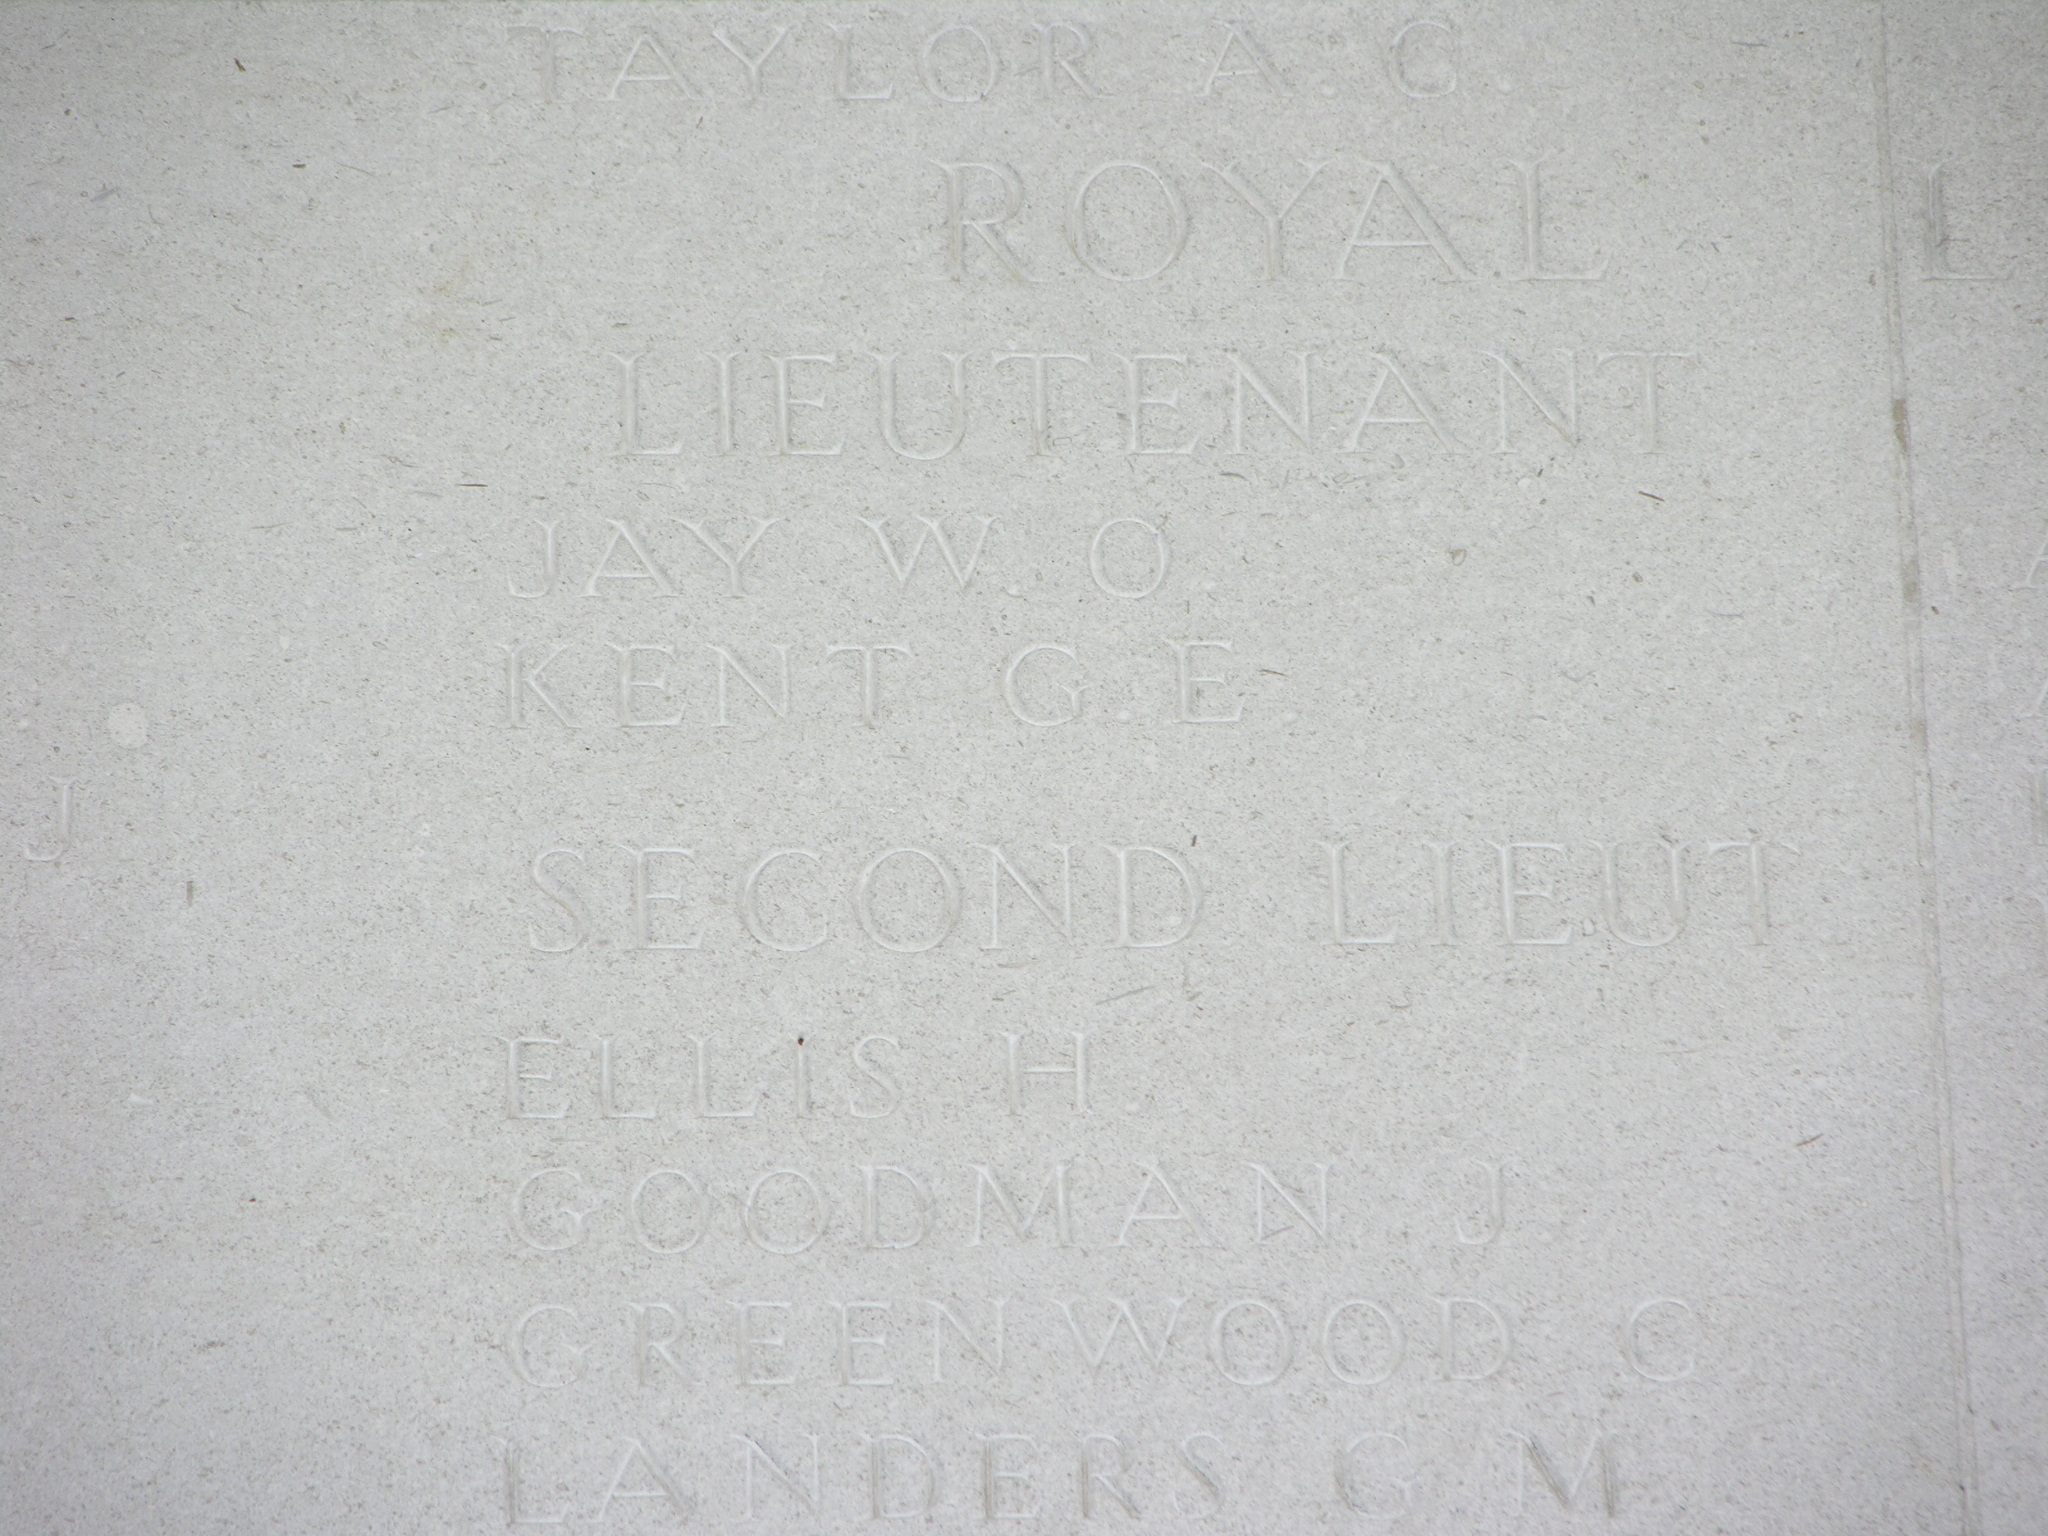 TAYLOR A. C.
ROYAL
LIEUTENANT
JAY W. O.
KENT G. E.
J.
SECOND LIEUT
ELLIS H.
GOODMAN J.
GREENWOOD C
LANDERS G. M